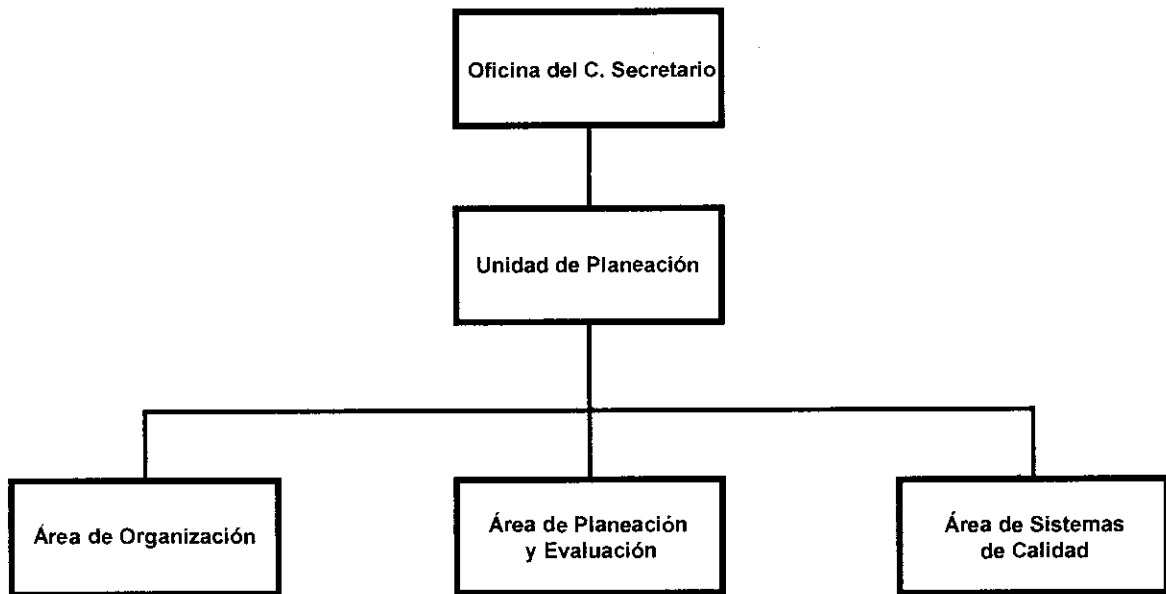 Oficina del C. Secretario
Unidad de Planeación
Área de Organización
Área de Planeación
y Evaluación
Área de Sistemas
de Calidad